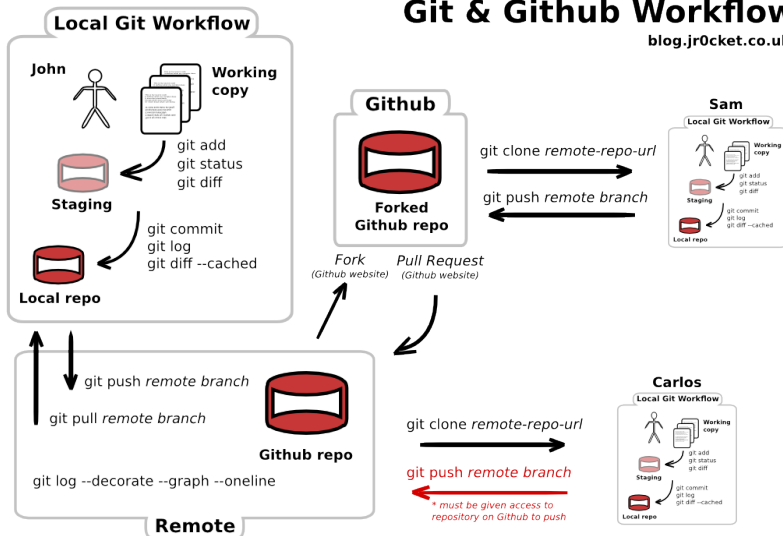 Git & Github Workflow
blog.jr0cket.co.uk
Local Git Workflow
John
Working
copy
git add
git status
git diff
Staging
git commit
git log
git diff --cached
Local repo
Github
Forked
Github repo
git clone remote-repo-url
git push remote branch
Fork
(Github website)
Pull Request
(Github website)
Sam
Local Git Workflow
Working
copy
git add
git status
git diff
Staging
git commit
git log
git diff --cached
Local repo
git push remote branch
git pull remote branch
Github repo
git log --decorate --graph --oneline
Remote
git clone remote-repo-url
git push remote branch
* must be given access to
repository on Github to push
Carlos
Local Git Workflow
Working
copy
git add
git status
git diff
Staging
git commit
git log
git diff --cached
Local repo